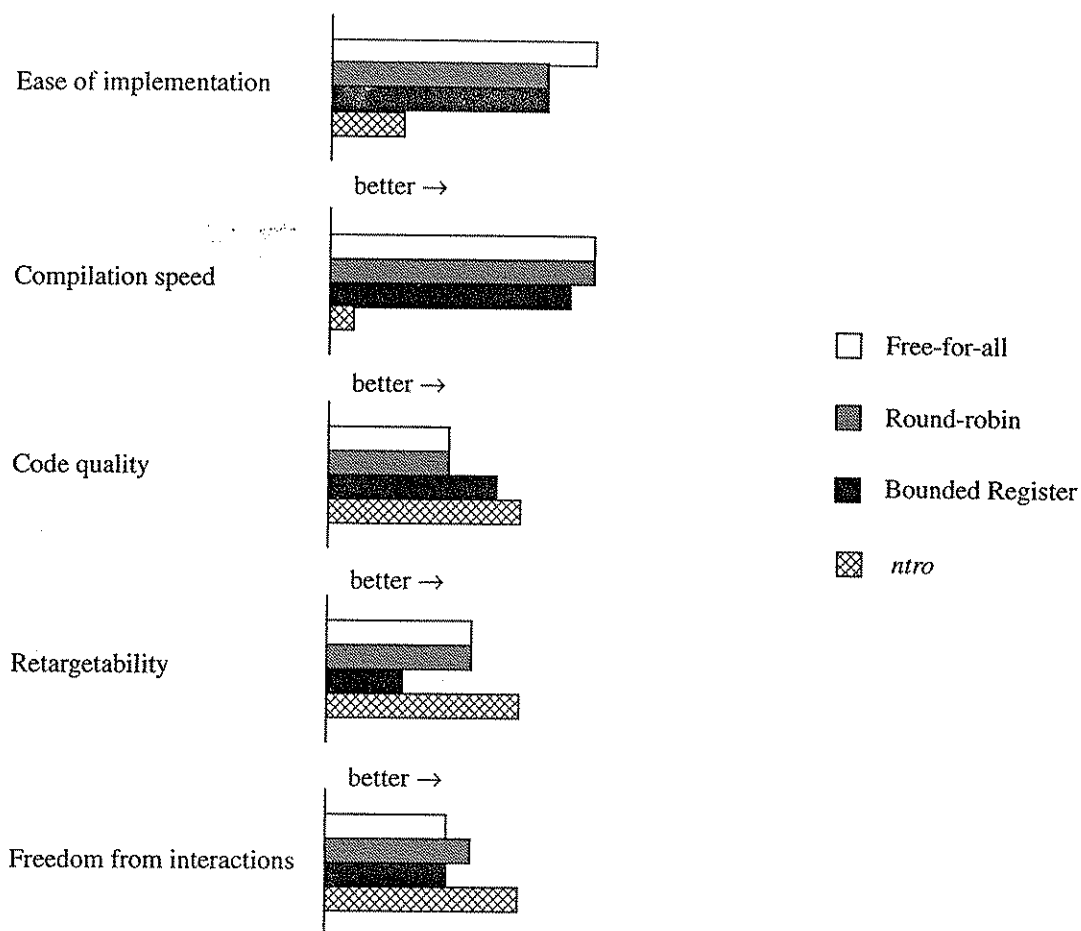 Ease of implementation
better →
Compilation speed
better →
Free-for-all
Round-robin
Code quality
Bounded Register
ntro
better →
Retargetability
better →
Freedom from interactions